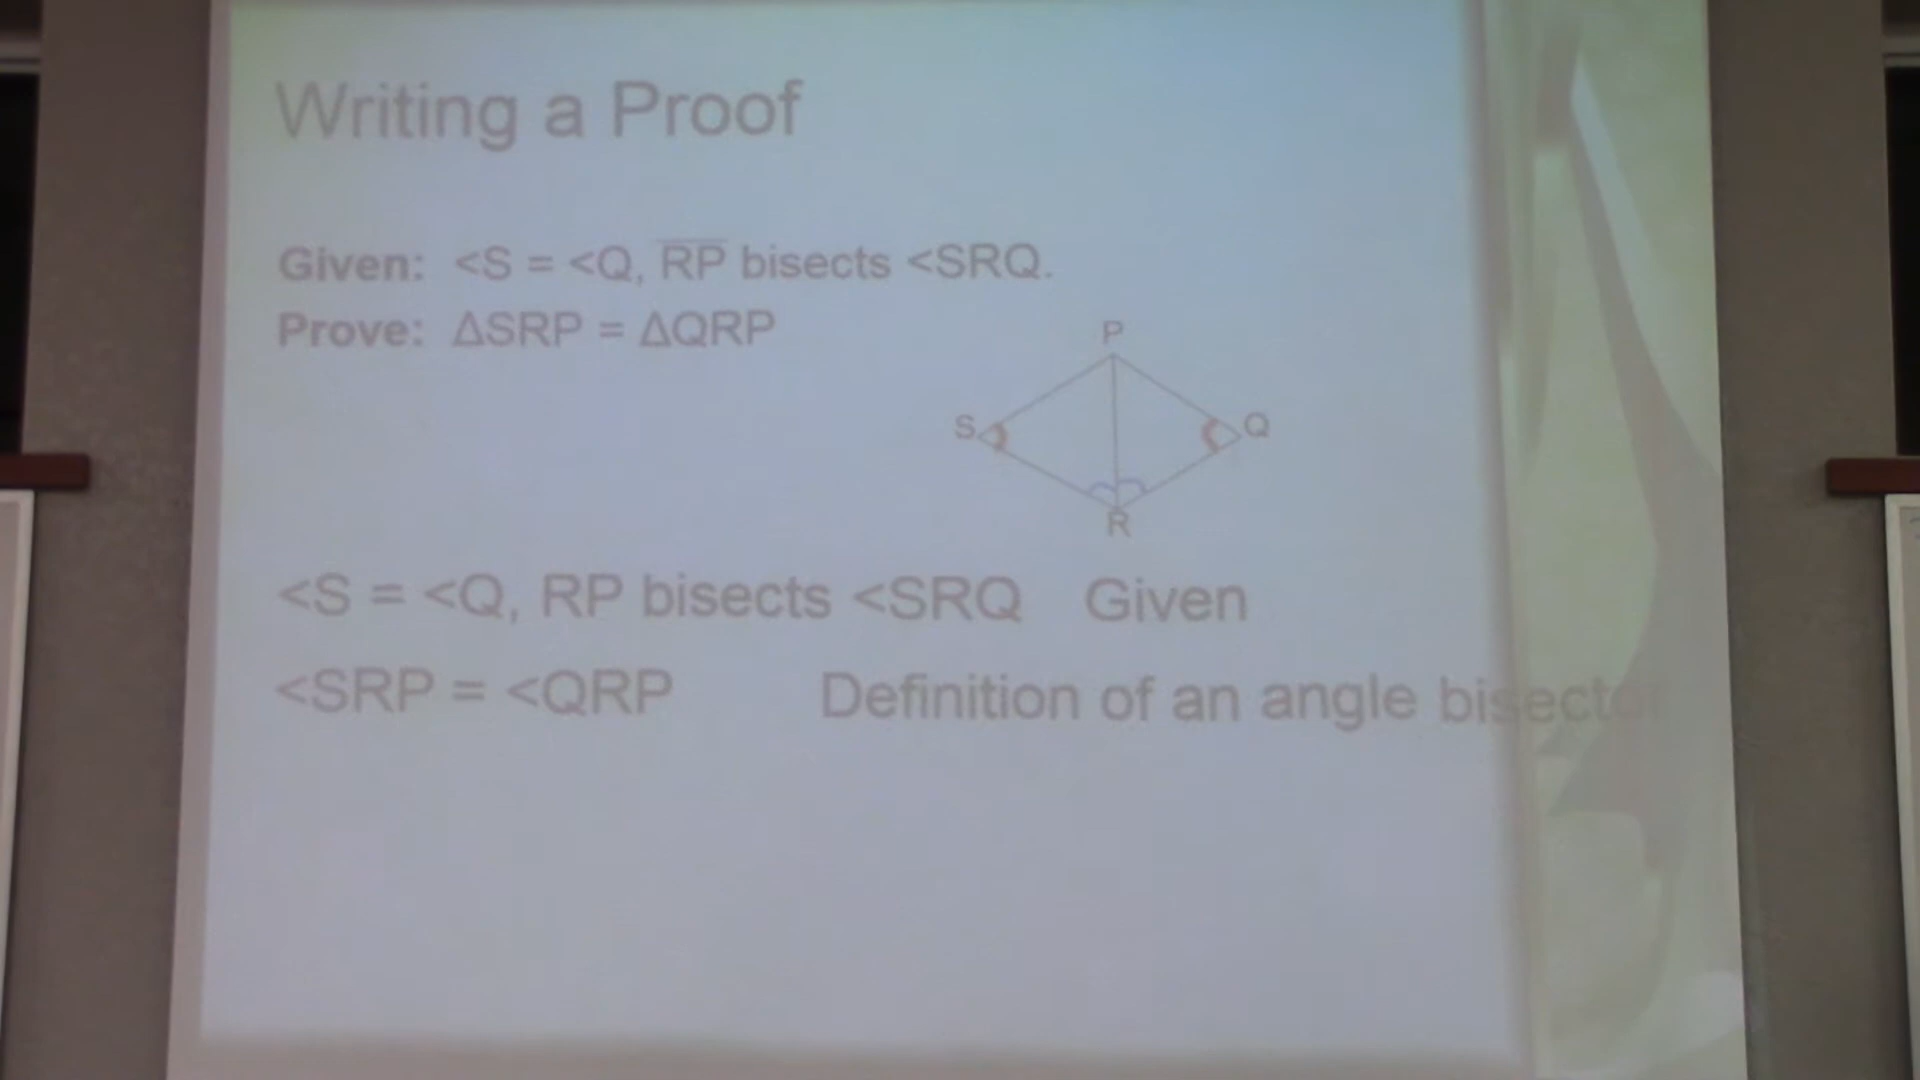 Writing a Proof
Given: <S = <Q, RP bisects <SRQ.
Prove: ΔSRP = ΔQRP
P
S
Q
R
<S = <Q, RP bisects <SRQ Given
<SRP = <QRP Definition of an angle bisector